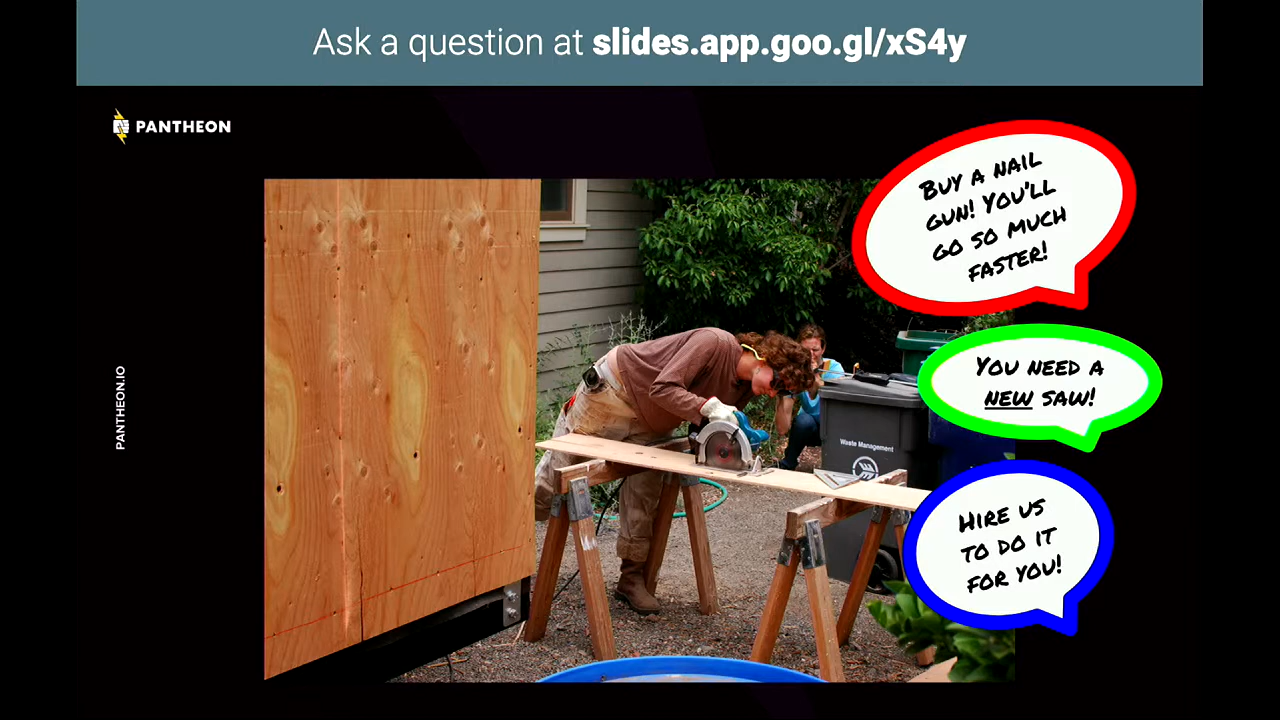 Ask a question at slides.app.goo.gl/xS4y
PANTHEON
BUY A NAIL
GUN! YOU'LL
GO SO MUCH
FASTER!
YOU NEED A
NEW SAW!
HIRE US
TO DO IT
FOR YOU!
Waste Management
PANTHEON.IO